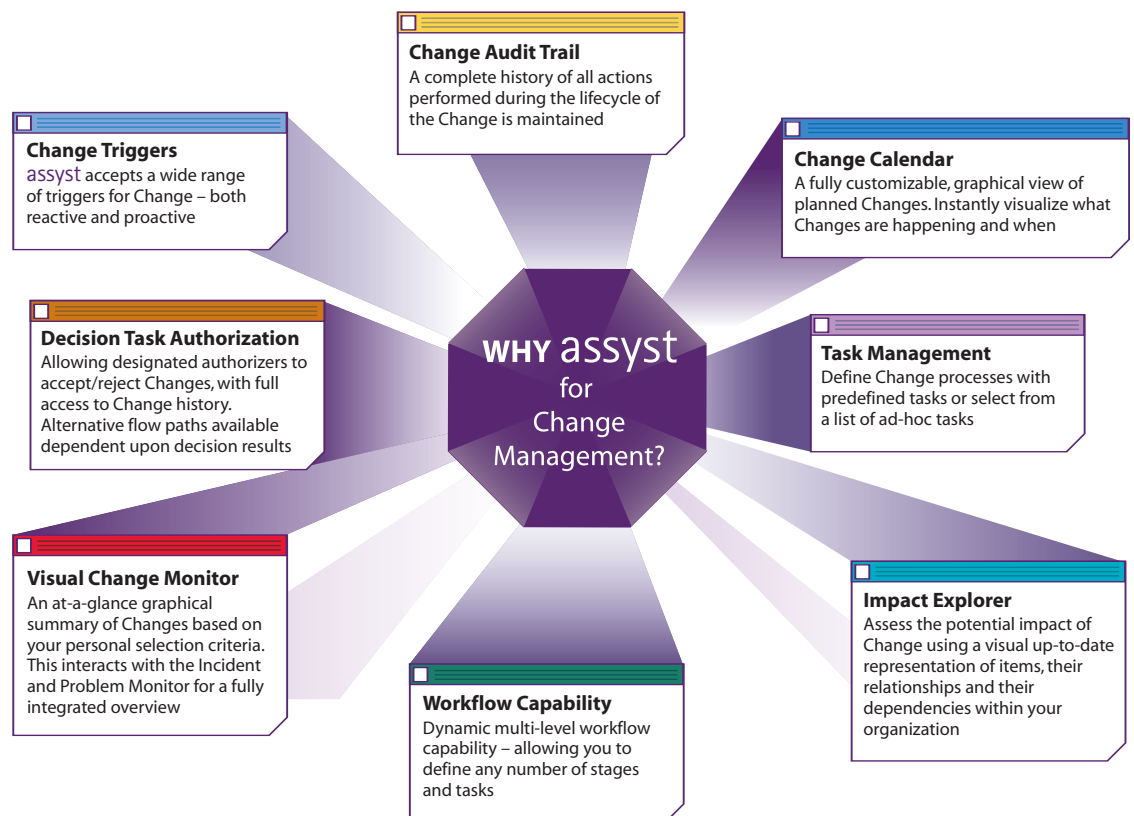 Change Audit Trail
A complete history of all actions
performed during the lifecycle of
the Change is maintained
Change Triggers
assyst accepts a wide range
of triggers for Change – both
reactive and proactive
Change Calendar
A fully customizable, graphical view of
planned Changes. Instantly visualize what
Changes are happening and when
Decision Task Authorization
Allowing designated authorizers to
accept/reject Changes, with full
access to Change history.
Alternative flow paths available
dependent upon decision results
WHY assyst
for
Change
Management?
Task Management
Define Change processes with
predefined tasks or select from
a list of ad-hoc tasks
Visual Change Monitor
An at-a-glance graphical
summary of Changes based on
your personal selection criteria.
This interacts with the Incident
and Problem Monitor for a fully
integrated overview
Workflow Capability
Dynamic multi-level workflow
capability – allowing you to
define any number of stages
and tasks
Impact Explorer
Assess the potential impact of
Change using a visual up-to-date
representation of items, their
relationships and their
dependencies within your
organization